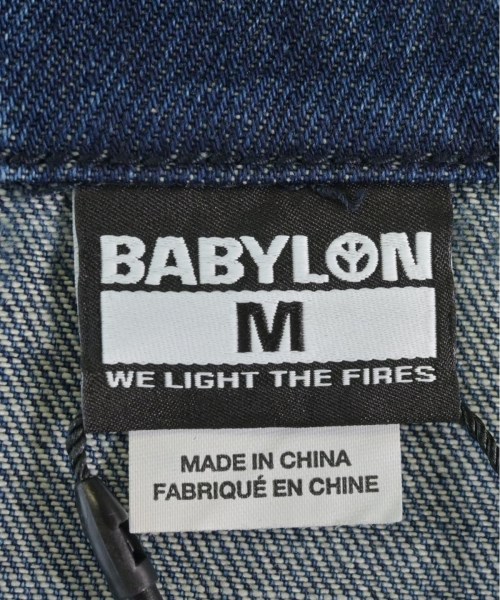 BABYLON
M
WE LIGHT THE FIRES
MADE IN CHINA
FABRIQUÉ EN CHINE